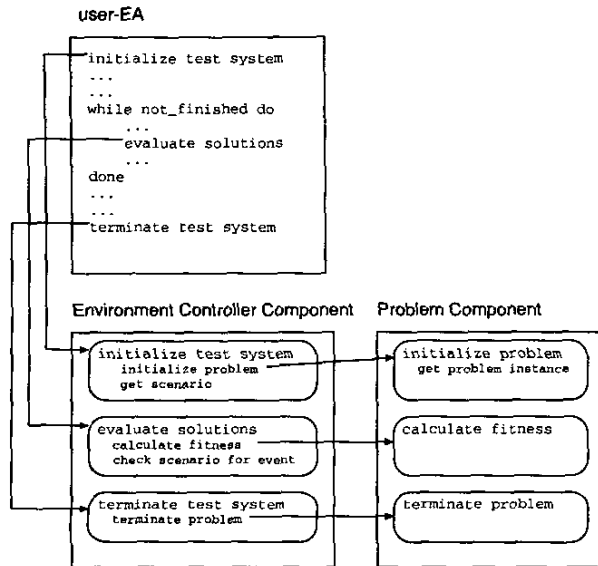 user-EA
initialize test system
...
...
while not_finished do
...
evaluate solutions
...
done
...
...
terminate test system
Environment Controller Component
initialize test system
initialize problem
get scenario
evaluate solutions
calculate fitness
check scenario for event
terminate test system
terminate problem
Problem Component
initialize problem
get problem instance
calculate fitness
terminate problem